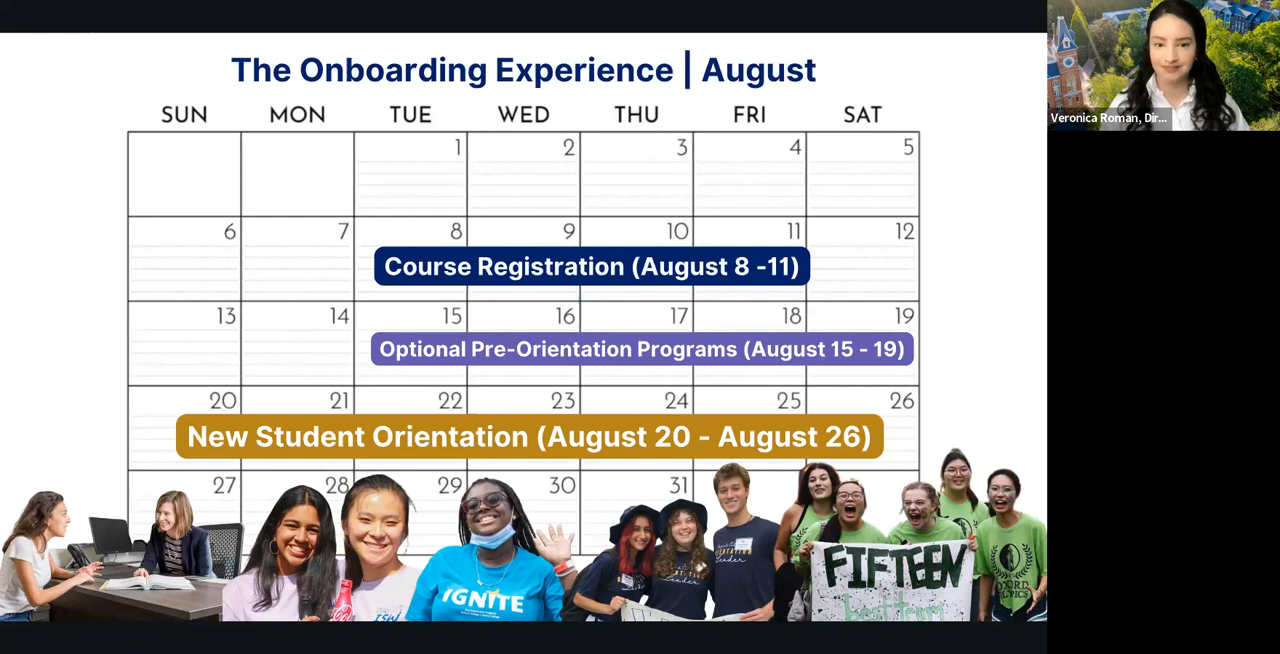 The Onboarding Experience | August
SUN MON TUE WED THU FRI SAT
1 2 3 4 5
6 7 8 9 10 11 12
Course Registration (August 8 -11)
13 14 15 16 17 18 19
Optional Pre-Orientation Programs (August 15 - 19)
20 21 22 23 24 25 26
New Student Orientation (August 20 - August 26)
27 28 29 30 31
IGNITE
FIFTEEN
best team
Veronica Roman, Dir...